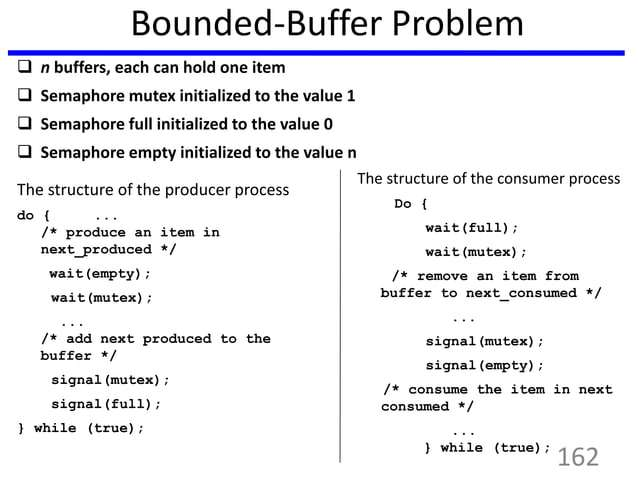 Bounded-Buffer Problem
❑ n buffers, each can hold one item
❑ Semaphore mutex initialized to the value 1
❑ Semaphore full initialized to the value 0
❑ Semaphore empty initialized to the value n
The structure of the producer process
do { ...
/* produce an item in
next_produced */
wait(empty);
wait(mutex);
...
/* add next produced to the
buffer */
signal(mutex);
signal(full);
} while (true);
The structure of the consumer process
Do {
wait(full);
wait(mutex);
/* remove an item from
buffer to next_consumed */
...
signal(mutex);
signal(empty);
/* consume the item in next
consumed */
...
} while (true);
162